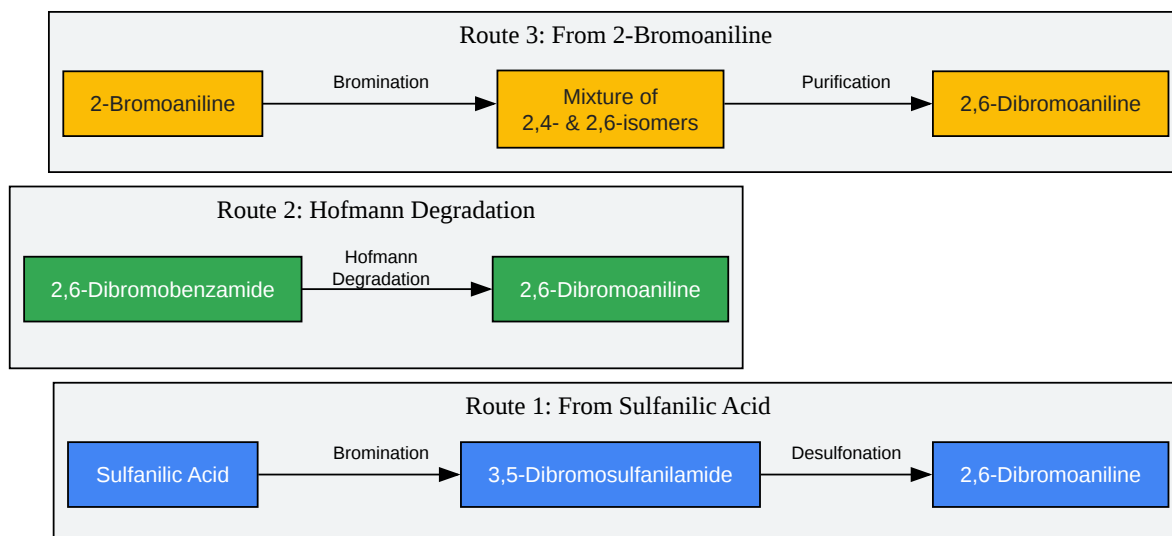 Route 3: From 2-Bromoaniline
2-Bromoaniline
Bromination
Mixture of
2,4- & 2,6-isomers
Purification
2,6-Dibromoaniline
Route 2: Hofmann Degradation
2,6-Dibromobenzamide
Hofmann
Degradation
2,6-Dibromoaniline
Route 1: From Sulfanilic Acid
Sulfanilic Acid
Bromination
3,5-Dibromosulfanilamide
Desulfonation
2,6-Dibromoaniline